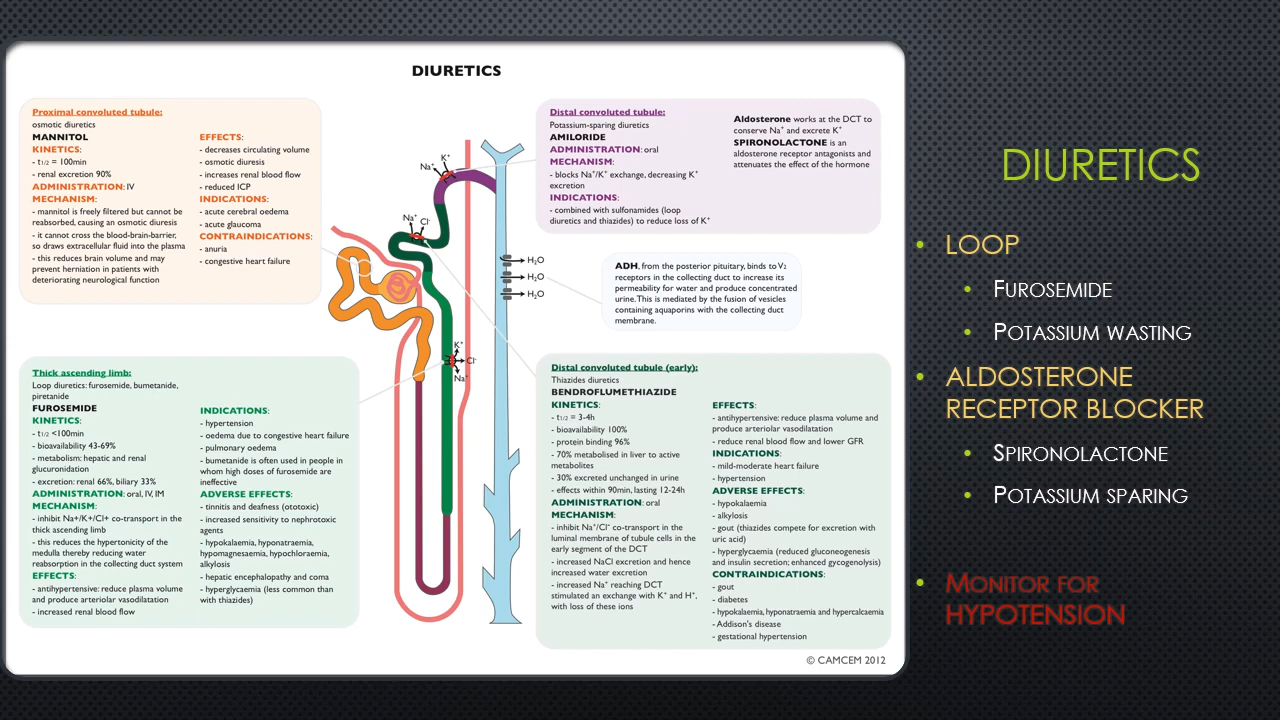 DIURETICS
Proximal convoluted tubule:
osmotic diuretics
MANNITOL
KINETICS:
- t1/2 = 100min
- renal excretion 90%
ADMINISTRATION: IV
MECHANISM:
- mannitol is freely filtered but cannot be
reabsorbed, causing an osmotic diuresis
- it cannot cross the blood-brain-barrier,
so draws extracellular fluid into the plasma
- this reduces brain volume and may
prevent herniation in patients with
deteriorating neurological function
EFFECTS:
- decreases circulating volume
- osmotic diuresis
- increases renal blood flow
- reduced ICP
INDICATIONS:
- acute cerebral oedema
- acute glaucoma
CONTRAINDICATIONS:
- anuria
- congestive heart failure
Distal convoluted tubule:
Potassium-sparing diuretics
AMILORIDE
ADMINISTRATION: oral
MECHANISM:
- blocks Na⁺/K⁺ exchange, decreasing K⁺
excretion
INDICATIONS:
- combined with sulfonamides (loop
diuretics and thiazides) to reduce loss of K⁺
Aldosterone works at the DCT to
conserve Na⁺ and excrete K⁺
SPIRONOLACTONE is an
aldosterone receptor antagonists and
attenuates the effect of the hormone
K⁺
Na⁺
Na⁺
Cl⁻
H₂O
H₂O
H₂O
K⁺
Cl⁻
Na⁺
ADH, from the posterior pituitary, binds to V₂
receptors in the collecting duct to increase its
permeability for water and produce concentrated
urine. This is mediated by the fusion of vesicles
containing aquaporins with the collecting duct
membrane.
Thick ascending limb:
Loop diuretics: furosemide, bumetanide,
piretanide
FUROSEMIDE
KINETICS:
- t1/2 <100min
- bioavailability 43-69%
- metabolism: hepatic and renal
glucuronidation
- excretion: renal 66%, biliary 33%
ADMINISTRATION: oral, IV, IM
MECHANISM:
- inhibit Na+/K+/Cl+ co-transport in the
thick ascending limb
- this reduces the hypertonicity of the
medulla thereby reducing water
reabsorption in the collecting duct system
EFFECTS:
- antihypertensive: reduce plasma volume
and produce arteriolar vasodilatation
- increased renal blood flow
INDICATIONS:
- hypertension
- oedema due to congestive heart failure
- pulmonary oedema
- bumetanide is often used in people in
whom high doses of furosemide are
ineffective
ADVERSE EFFECTS:
- tinnitis and deafness (ototoxic)
- increased sensitivity to nephrotoxic
agents
- hypokalaemia, hyponatraemia,
hypomagnesaemia, hypochloraemia,
alkylosis
- hepatic encephalopathy and coma
- hyperglycaemia (less common than
with thiazides)
Distal convoluted tubule (early):
Thiazides diuretics
BENDROFLUMETHIAZIDE
KINETICS:
- t1/2 = 3-4h
- bioavailability 100%
- protein binding 96%
- 70% metabolised in liver to active
metabolites
- 30% excreted unchanged in urine
- effects within 90min, lasting 12-24h
ADMINISTRATION: oral
MECHANISM:
- inhibit Na⁺/Cl⁻ co-transport in the
luminal membrane of tubule cells in the
early segment of the DCT
- increased NaCl excretion and hence
increased water excretion
- increased Na⁺ reaching DCT
stimulated an exchange with K⁺ and H⁺,
with loss of these ions
EFFECTS:
- antihypertensive: reduce plasma volume and
produce arteriolar vasodilatation
- reduce renal blood flow and lower GFR
INDICATIONS:
- mild-moderate heart failure
- hypertension
ADVERSE EFFECTS:
- hypokalaemia
- alkylosis
- gout (thiazides compete for excretion with
uric acid)
- hyperglycaemia (reduced gluconeogenesis
and insulin secretion; enhanced gycogenolysis)
CONTRAINDICATIONS:
- gout
- diabetes
- hypokalaemia, hyponatraemia and hypercalcaemia
- Addison's disease
- gestational hypertension
© CAMCEM 2012
DIURETICS
• LOOP
• FUROSEMIDE
• POTASSIUM WASTING
• ALDOSTERONE
RECEPTOR BLOCKER
• SPIRONOLACTONE
• POTASSIUM SPARING
• MONITOR FOR
HYPOTENSION